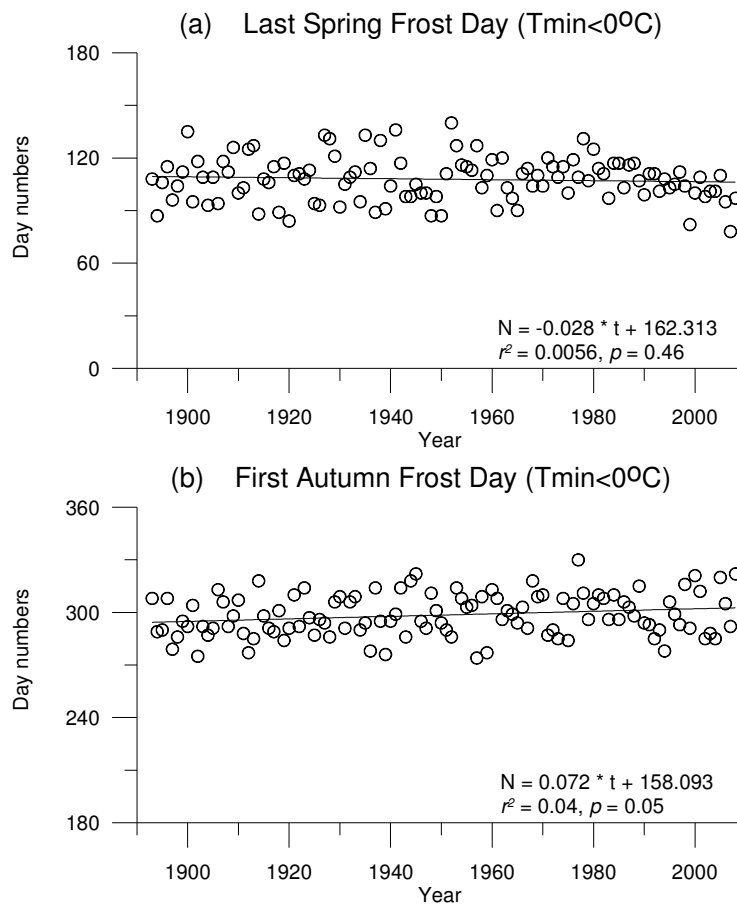 (a) Last Spring Frost Day (Tmin<0ºC)
180
120
60
0
Day numbers
N = -0.028 * t + 162.313
r² = 0.0056, p = 0.46
1900 1920 1940 1960 1980 2000
Year
(b) First Autumn Frost Day (Tmin<0ºC)
360
300
240
180
Day numbers
N = 0.072 * t + 158.093
r² = 0.04, p = 0.05
1900 1920 1940 1960 1980 2000
Year